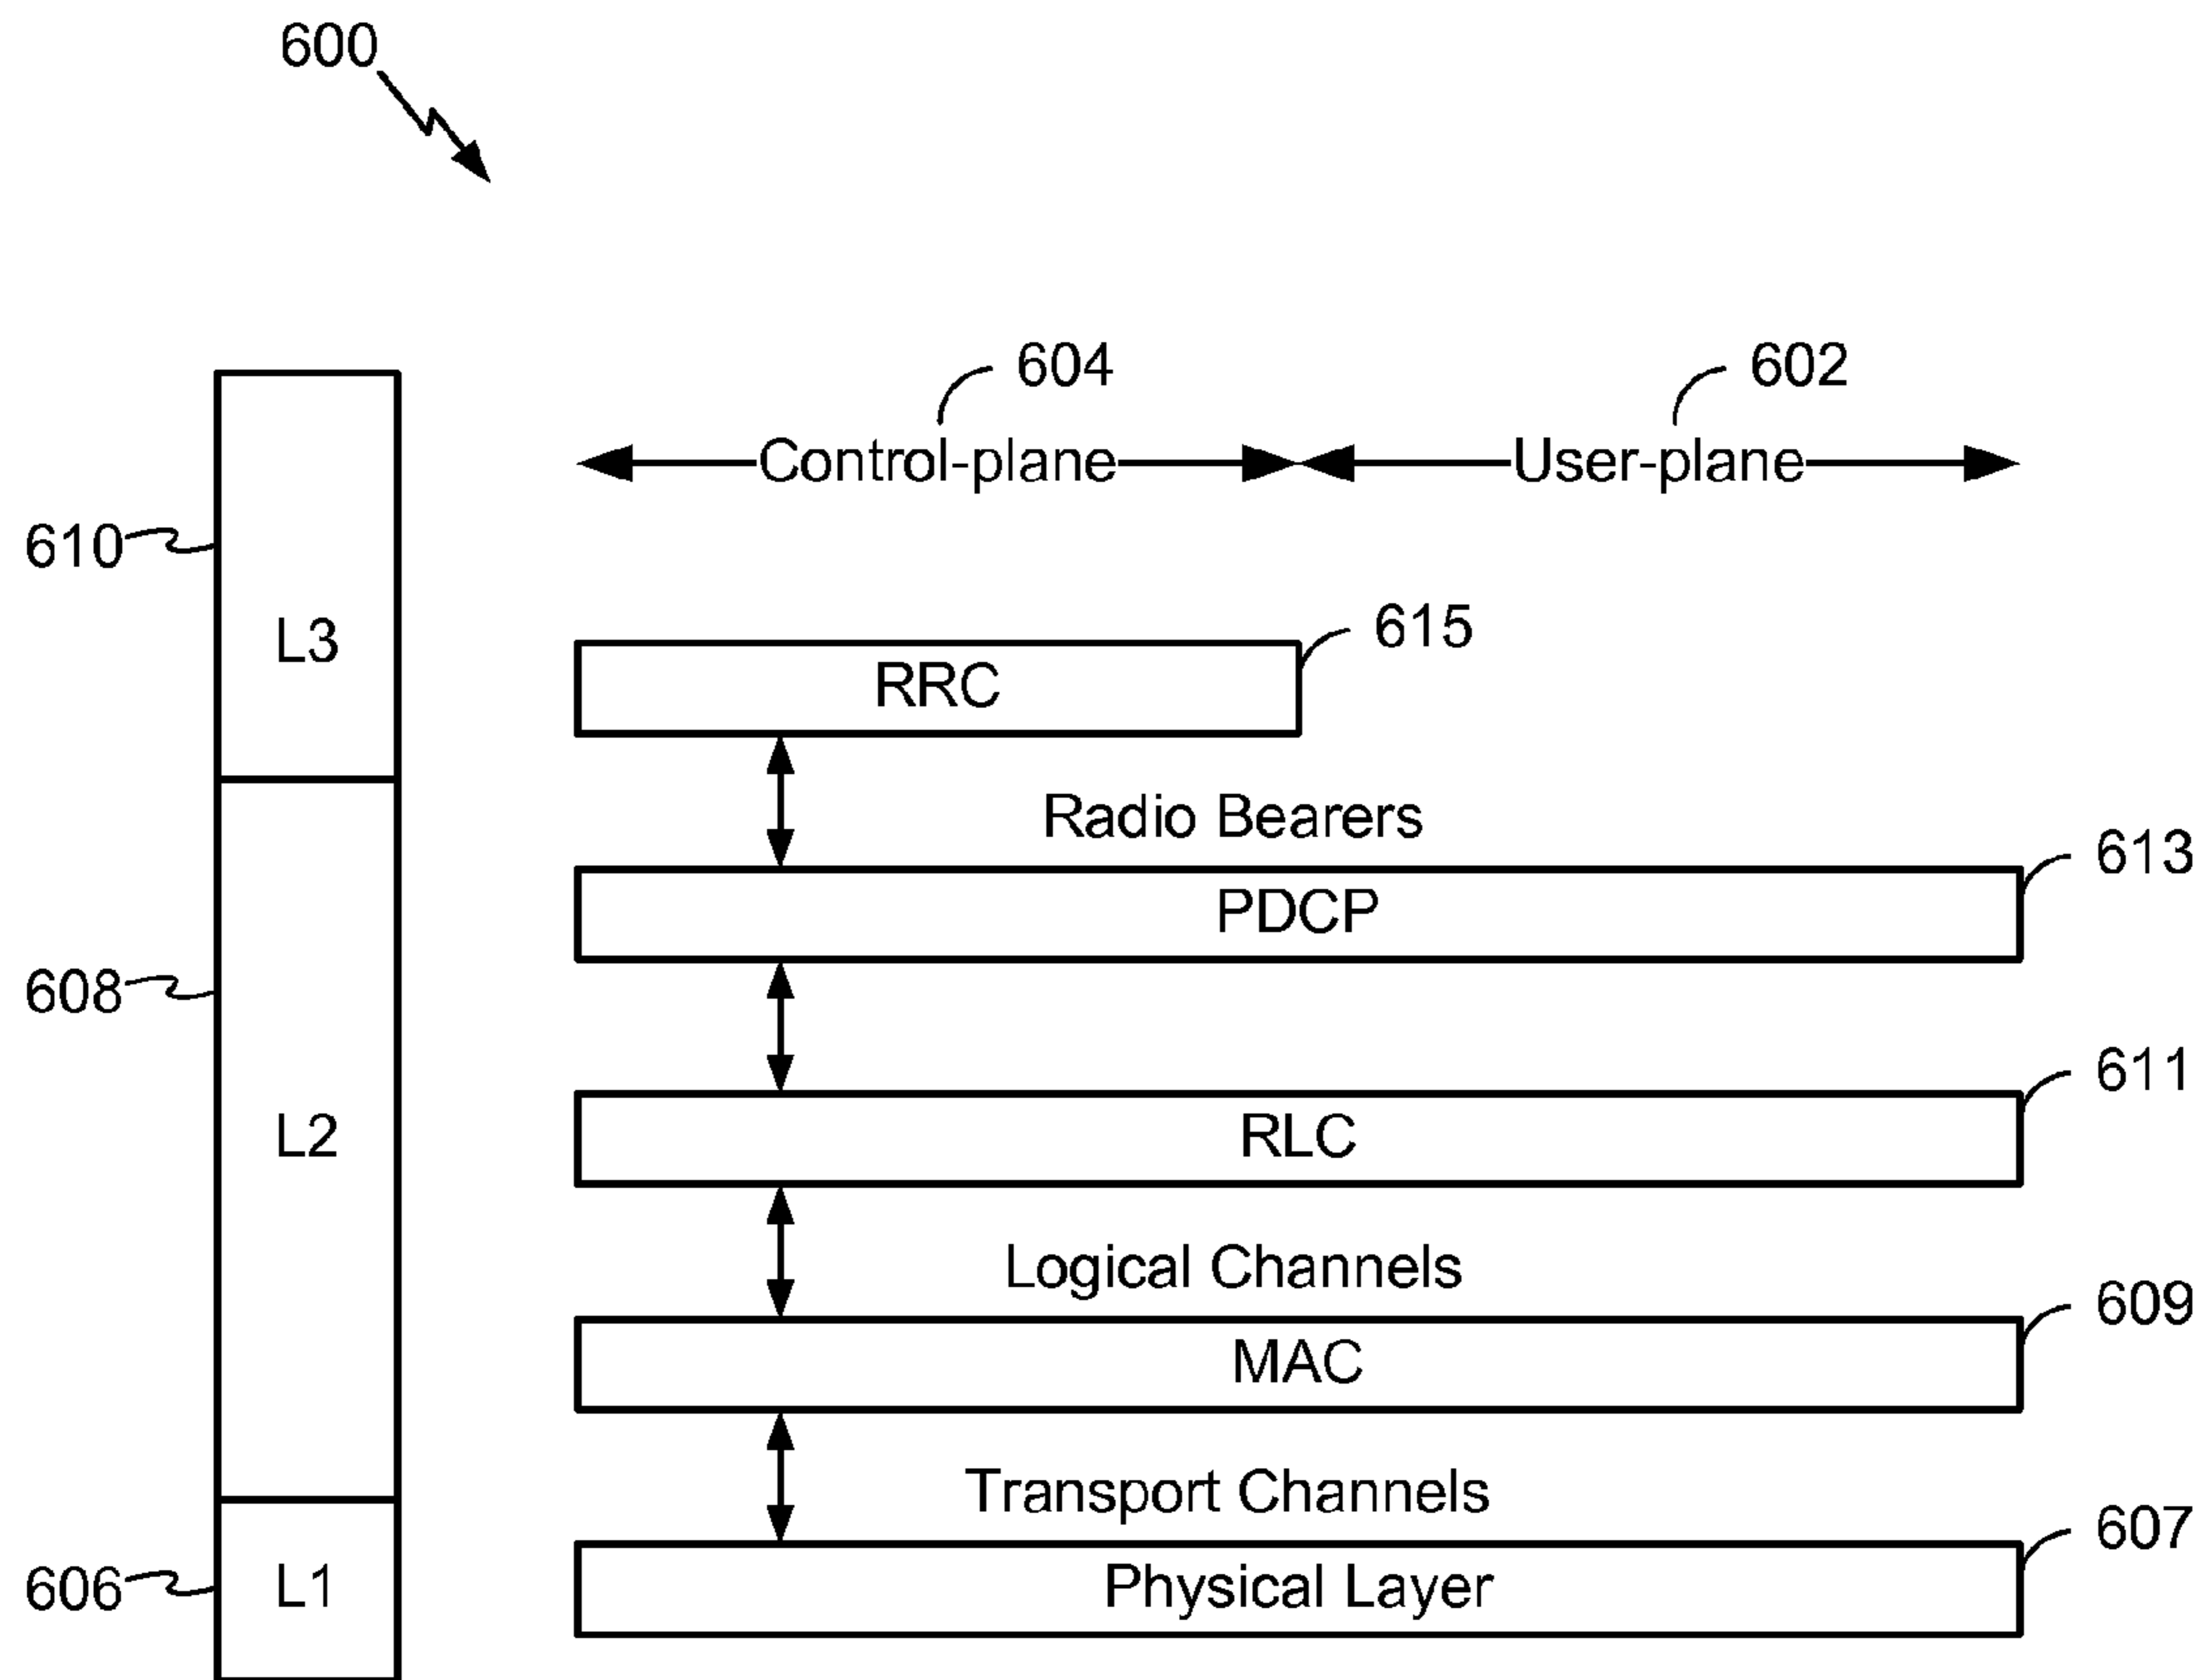 600
604
602
Control-plane
User-plane
610
L3
615
RRC
Radio Bearers
613
PDCP
608
L2
611
RLC
Logical Channels
609
MAC
Transport Channels
607
606
L1
Physical Layer